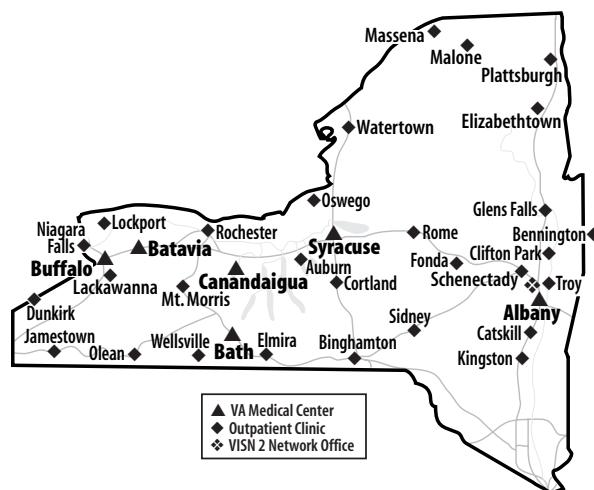 Massena
Malone
Plattsburgh
Elizabethtown
Watertown
Oswego
Glens Falls
Lockport
Niagara
Falls
Rochester
Rome
Bennington
Batavia
Syracuse
Clifton Park
Fonda
Buffalo
Auburn
Schenectady
Canandaigua
Lackawanna
Cortland
Troy
Mt. Morris
Dunkirk
Albany
Sidney
Catskill
Jamestown
Wellsville
Elmira
Olean
Bath
Binghamton
Kingston
VA Medical Center
Outpatient Clinic
VISN 2 Network Office